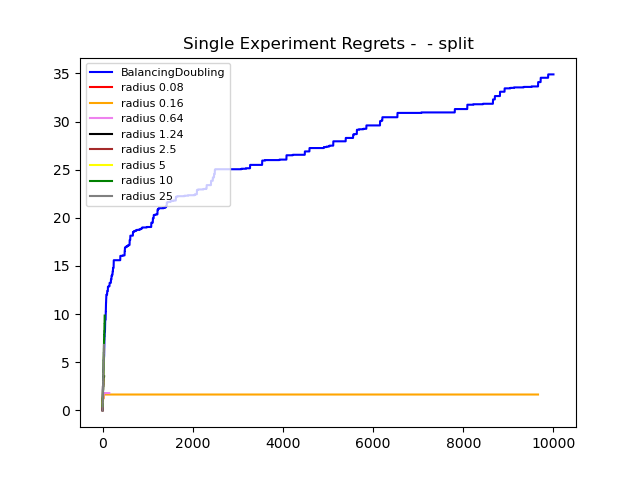 Single Experiment Regrets -  - split
BalancingDoubling
radius 0.08
radius 0.16
radius 0.64
radius 1.24
radius 2.5
radius 5
radius 10
radius 25
35
30
25
20
15
10
5
0
0 2000 4000 6000 8000 10000